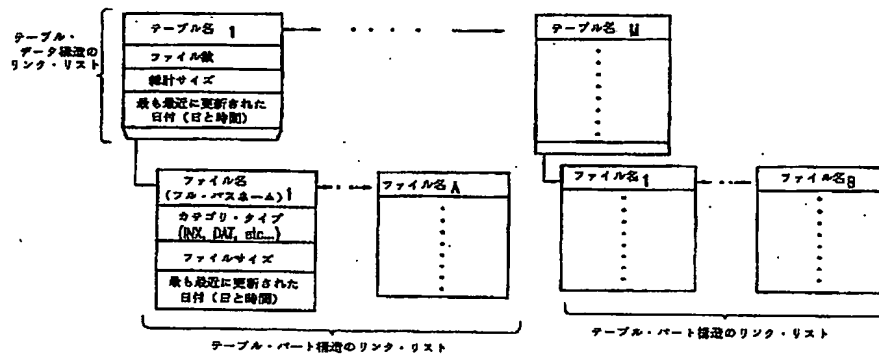 テーブル・
データ構造の
リンク・リスト
テーブル名 1
ファイル数
総計サイズ
最も最近に更新された
日付（日と時間）
テーブル名 M
ファイル名
(フル・パスネーム) 1
カテゴリ・タイプ
(INX, DAT, etc...)
ファイルサイズ
最も最近に更新された
日付（日と時間）
ファイル名 A
ファイル名 1
ファイル名 B
テーブル・パート構造のリンク・リスト
テーブル・パート構造のリンク・リスト